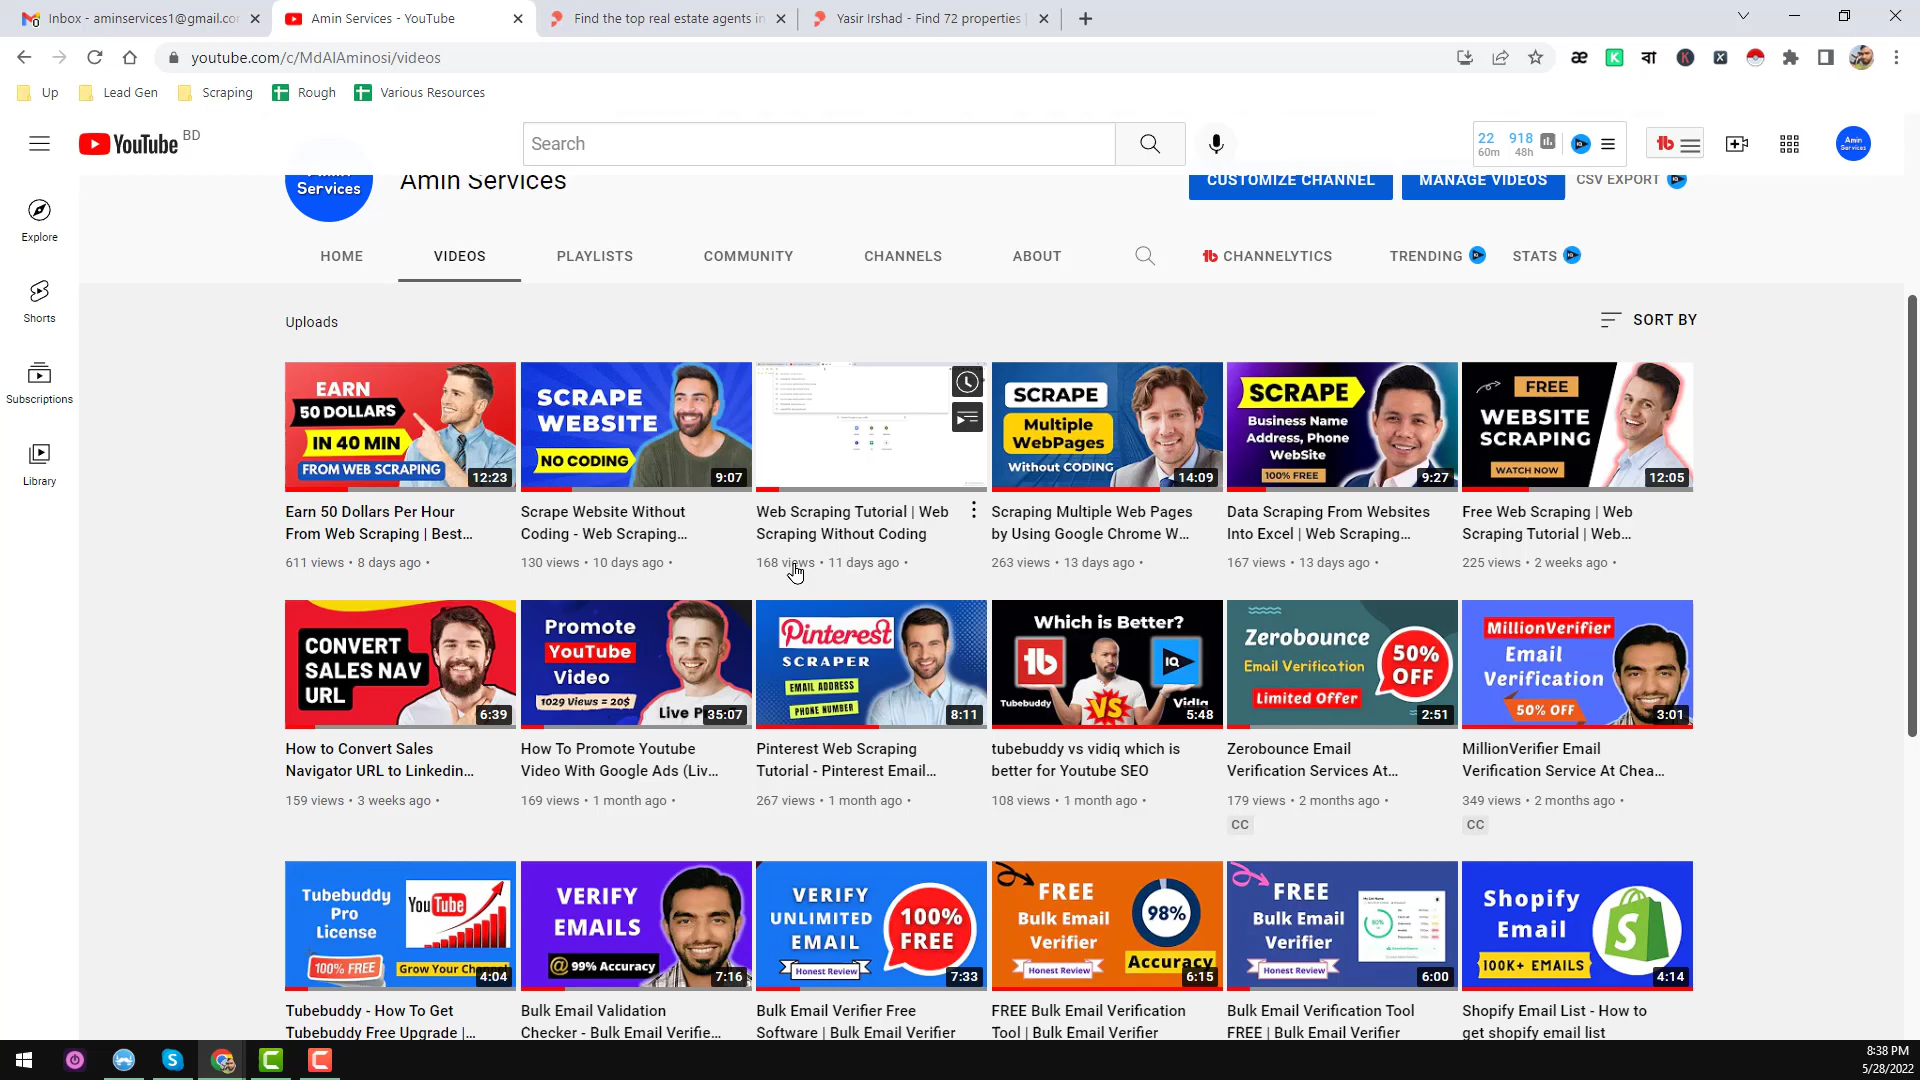 Inbox - aminservices1@gmail.co
Amin Services - YouTube
Find the top real estate agents in
Yasir Irshad - Find 72 properties
youtube.com/c/MdAlAminosi/videos
Up
Lead Gen
Scraping
Rough
Various Resources
YouTube BD
Search
22
60m
918
48h
Amin Services
Services
Amin Services
CUSTOMIZE CHANNEL
MANAGE VIDEOS
CSV EXPORT
HOME
VIDEOS
PLAYLISTS
COMMUNITY
CHANNELS
ABOUT
CHANNELYTICS
TRENDING
STATS
Explore
Shorts
Subscriptions
Library
Uploads
SORT BY
EARN
50 DOLLARS
IN 40 MIN
FROM WEB SCRAPING
12:23
Earn 50 Dollars Per Hour
From Web Scraping | Best...
611 views • 8 days ago •
SCRAPE
WEBSITE
NO CODING
9:07
Scrape Website Without
Coding - Web Scraping...
130 views • 10 days ago •
Web Scraping Tutorial | Web
Scraping Without Coding
168 views • 11 days ago •
SCRAPE
Multiple
WebPages
Without CODING
14:09
Scraping Multiple Web Pages
by Using Google Chrome W...
263 views • 13 days ago •
SCRAPE
Business Name
Address, Phone
WebSite
100% FREE
9:27
Data Scraping From Websites
Into Excel | Web Scraping...
167 views • 13 days ago •
FREE
WEBSITE
SCRAPING
WATCH NOW
12:05
Free Web Scraping | Web
Scraping Tutorial | Web...
225 views • 2 weeks ago •
CONVERT
SALES NAV
URL
6:39
How to Convert Sales
Navigator URL to Linkedin...
159 views • 3 weeks ago •
Promote
YouTube
Video
1029 Views = 20$
Live P
35:07
How To Promote Youtube
Video With Google Ads (Liv...
169 views • 1 month ago •
Pinterest
SCRAPER
EMAIL ADDRESS
PHONE NUMBER
8:11
Pinterest Web Scraping
Tutorial - Pinterest Email...
267 views • 1 month ago •
Which is Better?
tb
IQ
Tubebuddy
VS
VidIq
5:48
tubebuddy vs vidiq which is
better for Youtube SEO
108 views • 1 month ago •
Zerobounce
Email Verification
Limited Offer
50%
OFF
2:51
Zerobounce Email
Verification Services At...
179 views • 2 months ago •
CC
MillionVerifier
Email
Verification
50% OFF
3:01
MillionVerifier Email
Verification Service At Chea...
349 views • 2 months ago •
CC
Tubebuddy
Pro
License
100% FREE
YouTube
Grow Your Chan
4:04
Tubebuddy - How To Get
Tubebuddy Free Upgrade |...
VERIFY
EMAILS
@ 99% Accuracy
7:16
Bulk Email Validation
Checker - Bulk Email Verifie...
VERIFY
UNLIMITED
EMAIL
Honest Review
100%
FREE
7:33
Bulk Email Verifier Free
Software | Bulk Email Verifier
FREE
Bulk Email
Verifier
Honest Review
98%
Accuracy
6:15
FREE Bulk Email Verification
Tool | Bulk Email Verifier
FREE
Bulk Email
Verifier
Honest Review
6:00
Bulk Email Verification Tool
FREE | Bulk Email Verifier
Shopify
Email
100K+ EMAILS
4:14
Shopify Email List - How to
get shopify email list
8:38 PM
5/28/2022